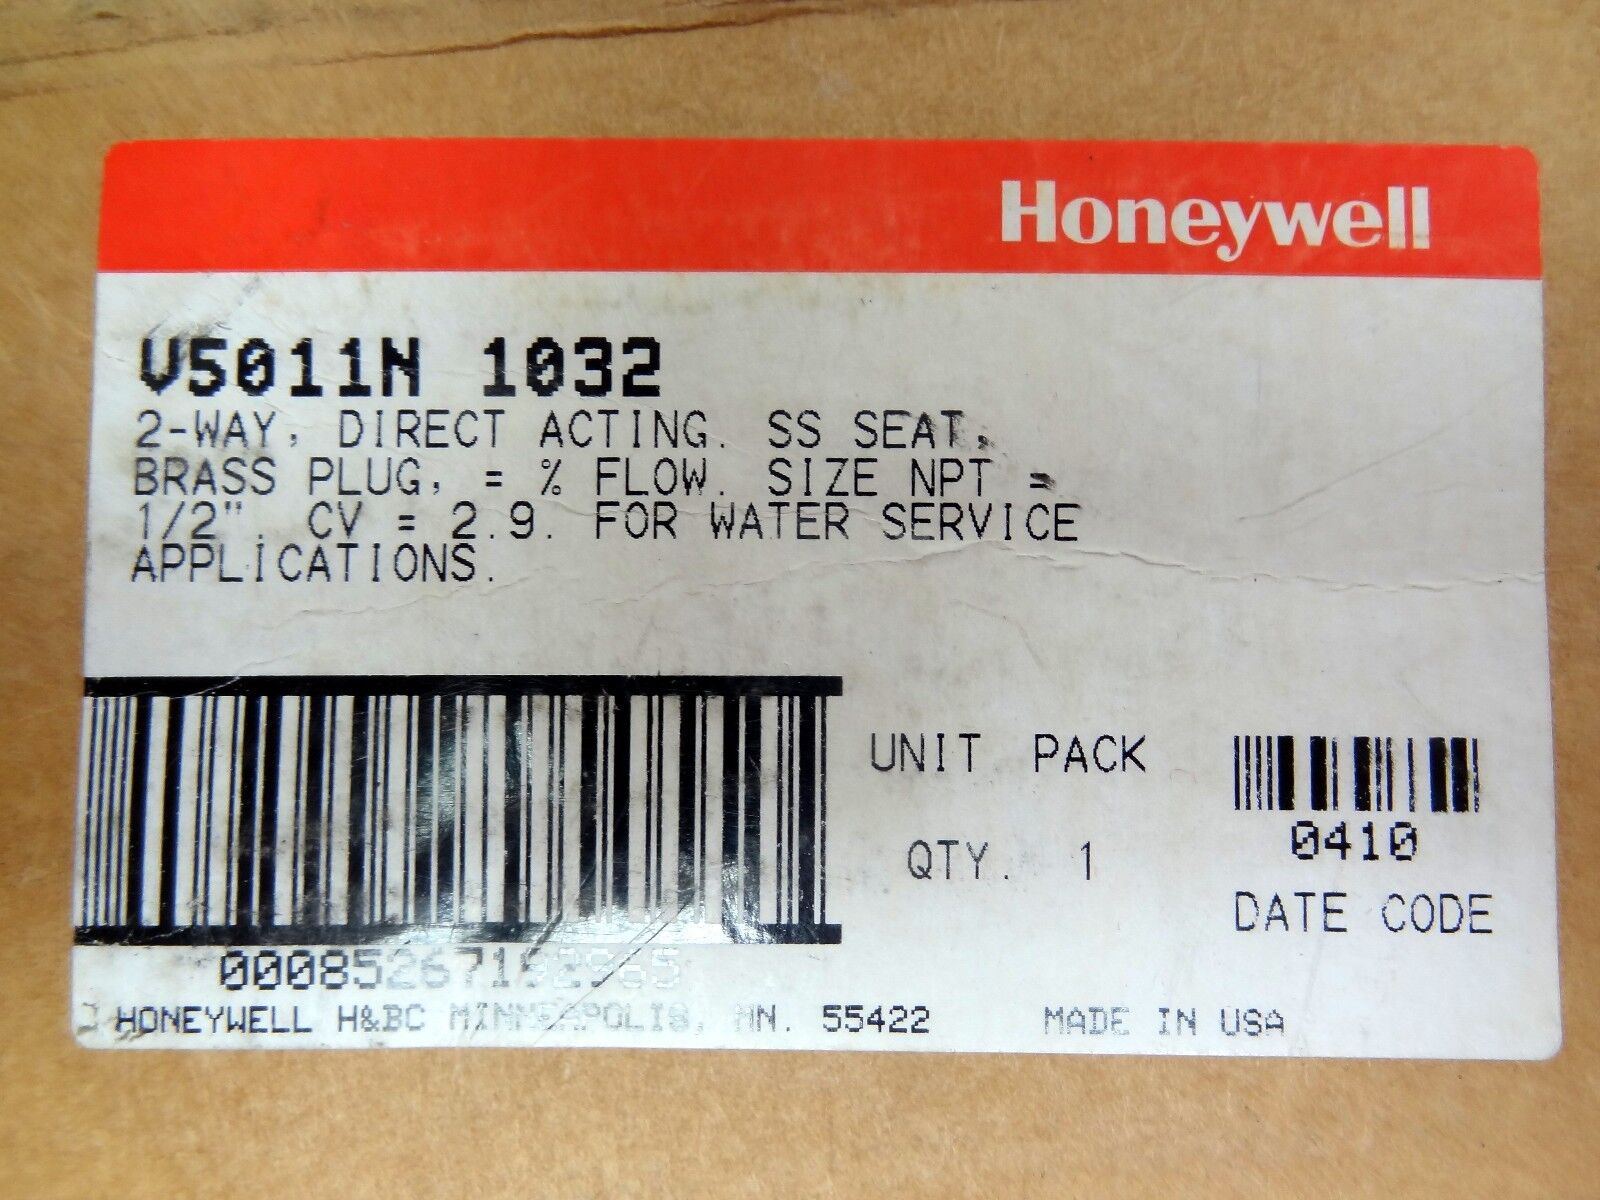 Honeywell
V5011N 1032
2-WAY, DIRECT ACTING. SS SEAT,
BRASS PLUG, = % FLOW. SIZE NPT =
1/2". CV = 2.9. FOR WATER SERVICE
APPLICATIONS.
UNIT PACK
QTY. 1
0410
DATE CODE
00085267192965
HONEYWELL H&BC MINNEAPOLIS, MN. 55422 MADE IN USA